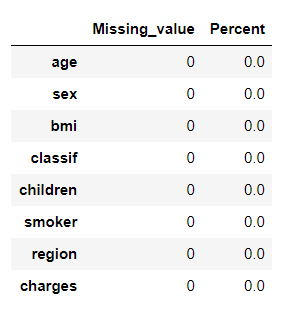 Missing_value Percent
age 0 0.0
sex 0 0.0
bmi 0 0.0
classif 0 0.0
children 0 0.0
smoker 0 0.0
region 0 0.0
charges 0 0.0